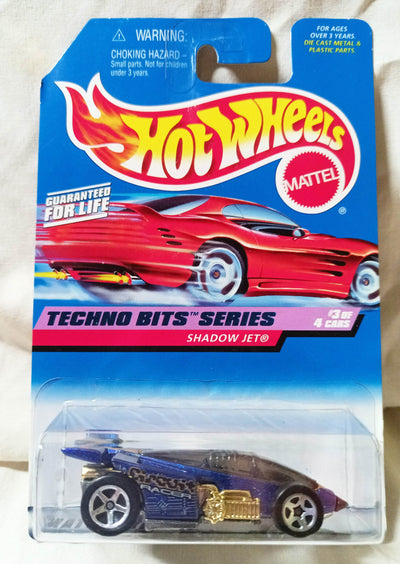 WARNING:
CHOKING HAZARD –
Small parts. Not for children
under 3 years.
FOR AGES
OVER 3 YEARS.
DIE CAST METAL &
PLASTIC PARTS.
HOT WHEELS
MATTEL
®
GUARANTEED
FOR LIFE
TECHNO BITS™ SERIES
#3 OF
4 CARS
SHADOW JET®
RACER